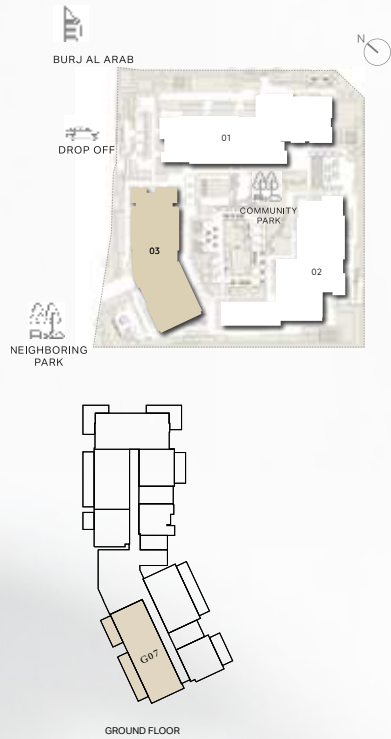 N
BURJ AL ARAB
DROP OFF
01
COMMUNITY
PARK
03
02
NEIGHBORING
PARK
G07
GROUND FLOOR